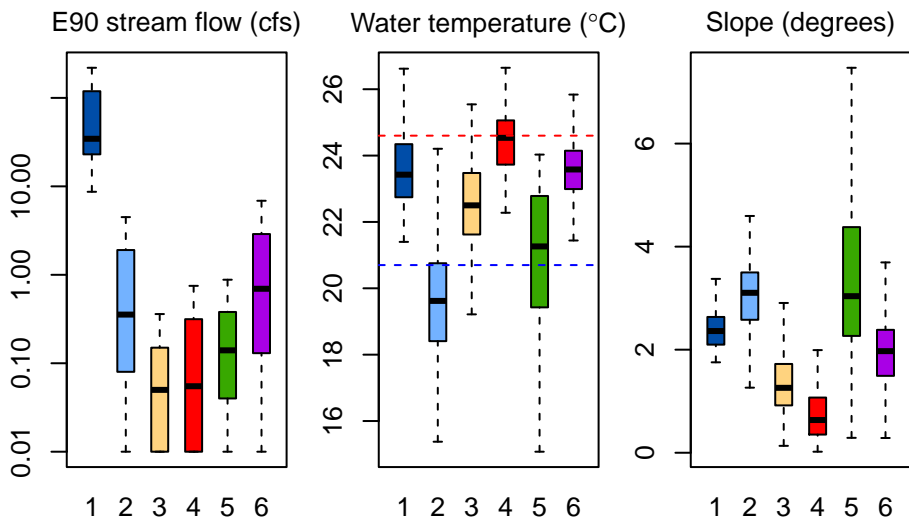 E90 stream flow (cfs)
10.00
1.00
0.10
0.01
1 2 3 4 5 6
Water temperature (°C)
26
24
22
20
18
16
1 2 3 4 5 6
Slope (degrees)
6
4
2
0
1 2 3 4 5 6